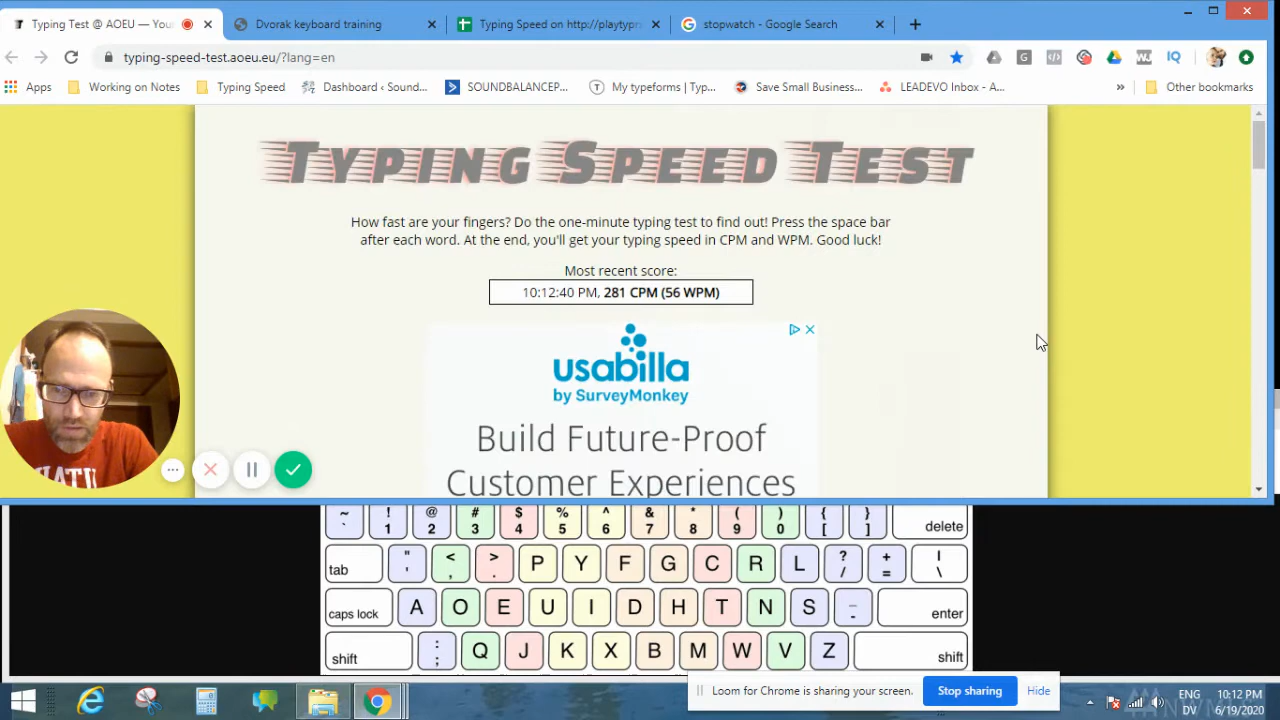 Typing Test @ AOEU — You
Dvorak keyboard training
Typing Speed on http://playtyp
stopwatch - Google Search
typing-speed-test.aoeu.eu/?lang=en
Apps
Working on Notes
Typing Speed
Dashboard ‹ Sound...
SOUNDBALANCEP...
My typeforms | Typ...
Save Small Business...
LEADEVO Inbox - A...
»
Other bookmarks
TYPING SPEED TEST
How fast are your fingers? Do the one-minute typing test to find out! Press the space bar
after each word. At the end, you'll get your typing speed in CPM and WPM. Good luck!
Most recent score:
10:12:40 PM, 281 CPM (56 WPM)
usabilla
by SurveyMonkey
Build Future-Proof
Customer Experiences
~ ! @ # $ % ^ & * ( ) { } delete
` 1 2 3 4 5 6 7 8 9 0 [ ]
tab " ' < , > . P Y F G C R L ? / + = | \
caps lock A O E U I D H T N S _ - enter
shift : ; Q J K X B M W V Z shift
Loom for Chrome is sharing your screen.
Stop sharing
Hide
ENG
DV
10:12 PM
6/19/2020